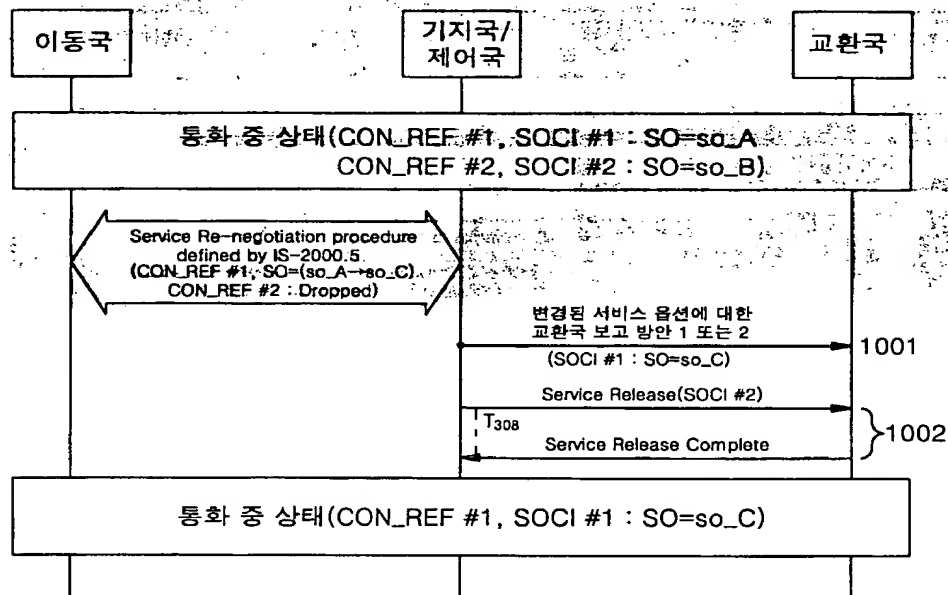 이동국
기지국/
제어국
교환국
통화 중 상태(CON_REF #1, SOCI #1 : SO=so_A
CON_REF #2, SOCI #2 : SO=so_B)
Service Re-negotiation procedure
defined by IS-2000.5
(CON_REF #1, SO=(so_A→so_C)
CON_REF #2 : Dropped)
변경된 서비스 옵션에 대한
교환국 보고 방안 1 또는 2
(SOCI #1 : SO=so_C)
1001
Service Release(SOCI #2)
T308
1002
Service Release Complete
통화 중 상태(CON_REF #1, SOCI #1 : SO=so_C)